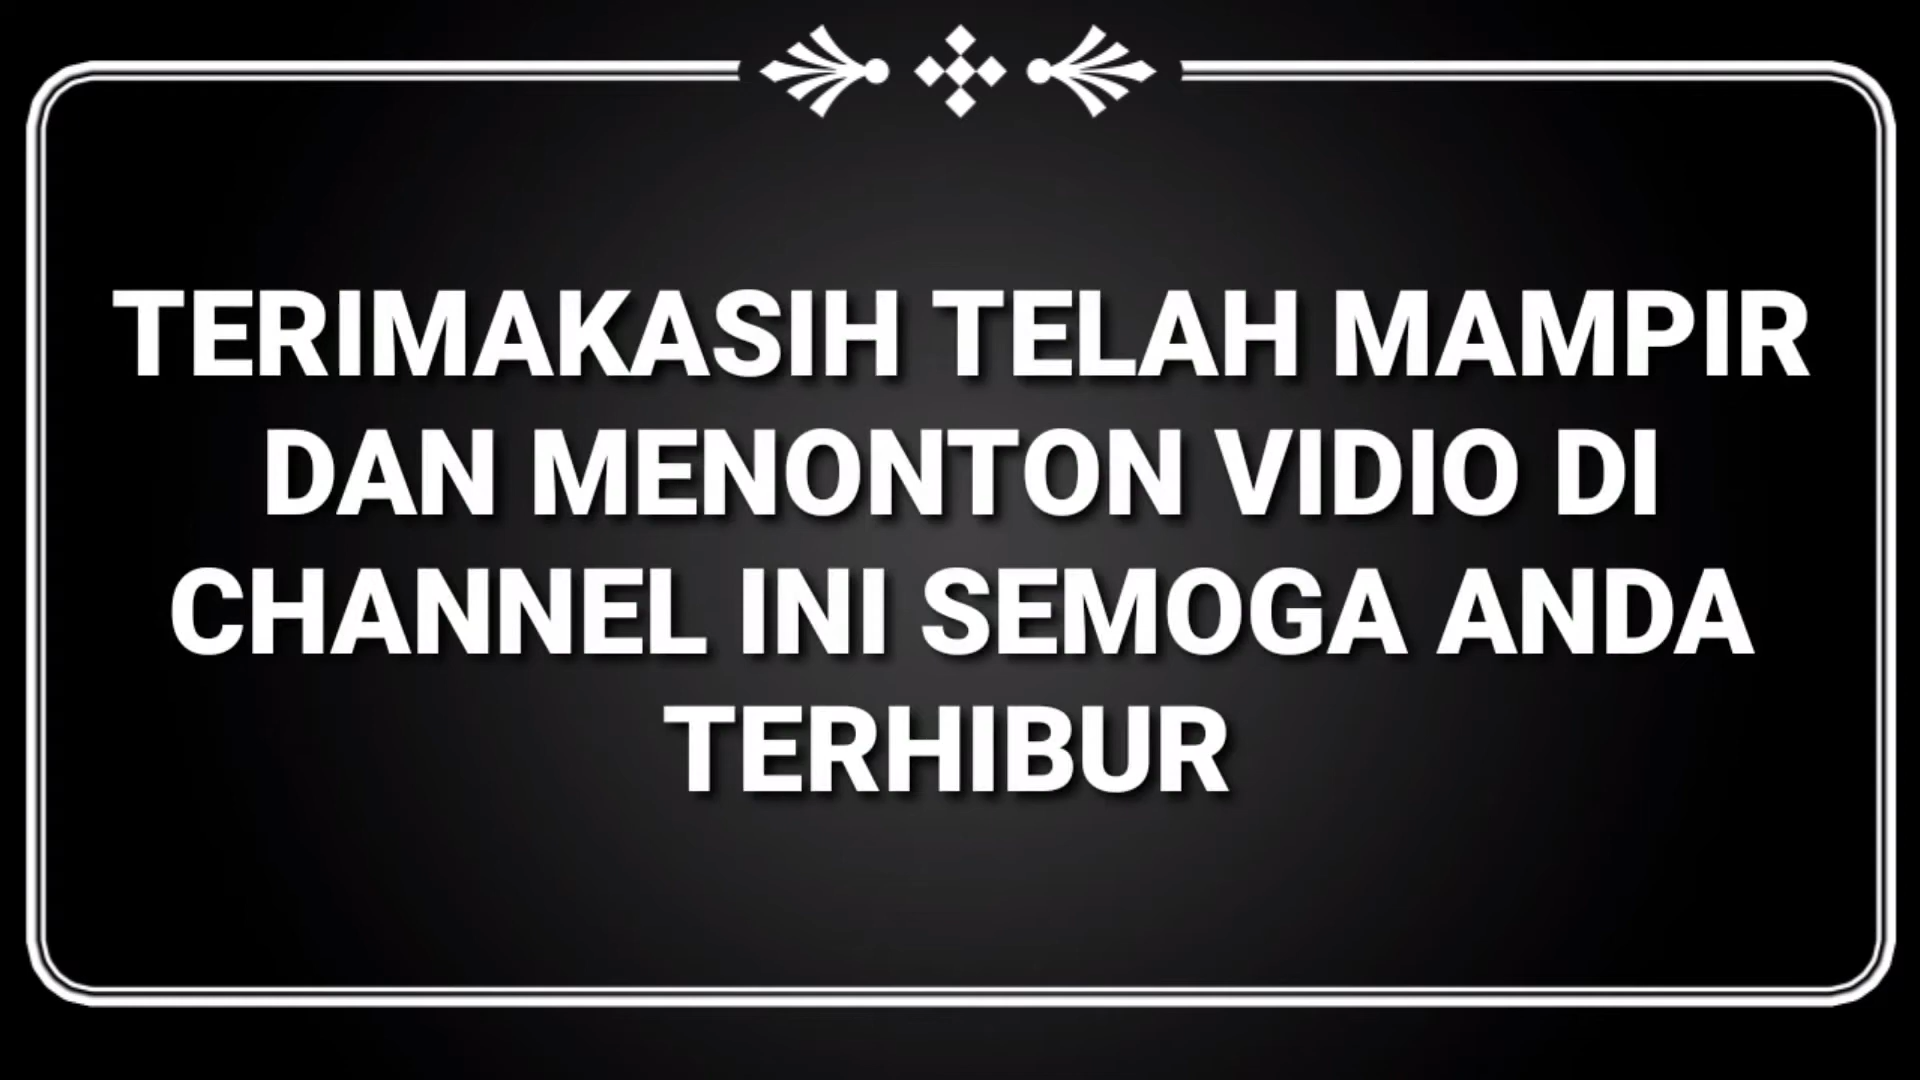 TERIMAKASIH TELAH MAMPIR
DAN MENONTON VIDIO DI
CHANNEL INI SEMOGA ANDA
TERHIBUR